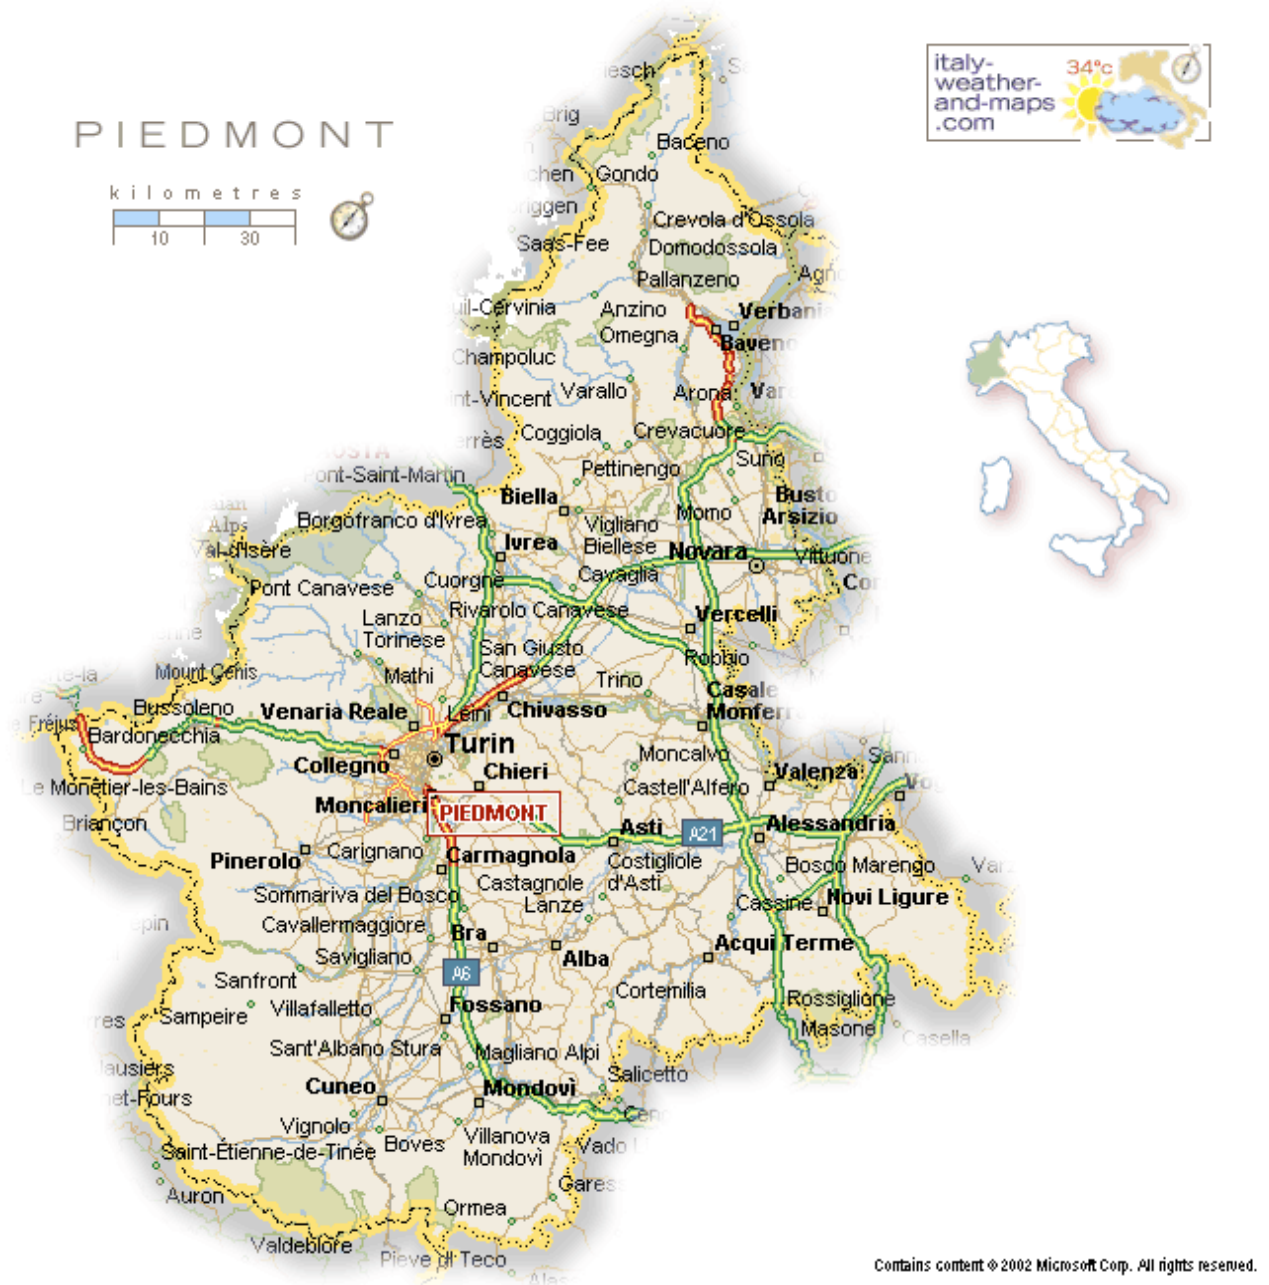 PIEDMONT
kilometres
10
30
italy-
weather-
and-maps
.com
34°c
Brig
Baceno
Gondo
Crevola d'Ossola
Saas-Fee
Domodossola
Pallanzeno
Anzino
Omegna
Baveno
Champoluc
Varallo
Arona
Coggiola
Crevacuore
Pettinengo
Suno
Pont-Saint-Martin
Biella
Busto
Arsizio
Momo
Borgofranco d'Ivrea
Vigliano
Biellese
Alps
Val-d'Isère
Ivrea
Novara
Vittuone
Pont Canavese
Cuorgnè
Cavaglia
Rivarolo Canavese
Vercelli
Lanzo
Torinese
San Giusto
Canavese
Robbio
Mount Cenis
Mathi
Trino
Casale
Bussoleno
Venaria Reale
Leini
Chivasso
Bardonecchia
Turin
Moncalvo
Collegno
Chieri
Valenza
Le Monêtier-les-Bains
Castell'Alfero
Moncalieri
PIEDMONT
Briançon
Asti
A21
Alessandria
Pinerolo
Carignano
Carmagnola
Costigliole
d'Asti
Bosco Marengo
Sommariva del Bosco
Castagnole
Lanze
Cassine
Novi Ligure
Cavallermaggiore
Bra
Alba
Acqui Terme
Savigliano
A6
Sanfront
Cortemilia
Rossiglione
Sampeire
Villafalletto
Fossano
Masone
Casella
Sant'Albano Stura
Magliano Alpi
Salicetto
Cuneo
Mondovì
Vignolo
Boves
Villanova
Mondovì
Saint-Étienne-de-Tinée
Auron
Ormea
Valdeblore
Pieve di Teco
Contains content © 2002 Microsoft Corp. All rights reserved.